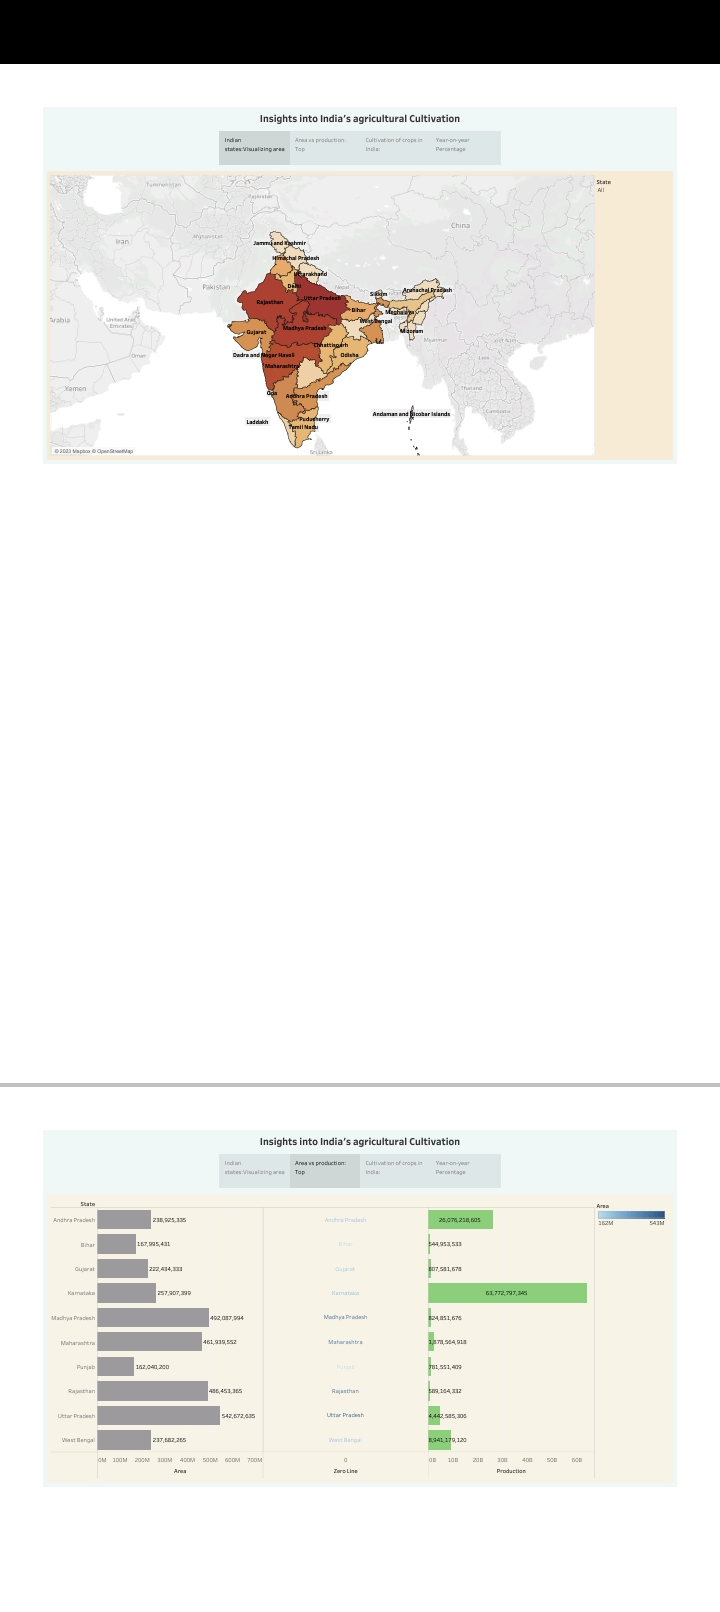 Insights into India's agricultural Cultivation
Indian states:Visualizing area
Area vs production: Top
Cultivation of crops in India:
Year-on-year Percentage
State
All
Turkmenistan
Tajikistan
China
Iran
Afghanistan
Jammu and Kashmir
Himachal Pradesh
Pakistan
Uttarakhand
Delhi
Nepal
Sikkim
Arunachal Pradesh
Rajasthan
Uttar Pradesh
Bihar
Meghalaya
Arabia
United Arab Emirates
West Bengal
Madhya Pradesh
Mizoram
Gujarat
Myanmar
Chhattisgarh
Oman
Dadra and Nagar Haveli
Odisha
Laos
Maharashtra
Yemen
Thailand
Goa
Andhra Pradesh
Cambodia
Andaman and Nicobar Islands
Laddakh
Puducherry
Tamil Nadu
© 2023 Mapbox © OpenStreetMap
Sri Lanka
Insights into India's agricultural Cultivation
Indian states:Visualizing area
Area vs production: Top
Cultivation of crops in India:
Year-on-year Percentage
State
Area
162M 543M
Andhra Pradesh 238,925,335 Andhra Pradesh 26,076,218,605
Bihar 167,995,431 Bihar 544,953,533
Gujarat 222,434,333 Gujarat 807,581,678
Karnataka 257,907,399 Karnataka 63,772,797,345
Madhya Pradesh 492,087,994 Madhya Pradesh 824,851,676
Maharashtra 461,939,552 Maharashtra 1,878,564,918
Punjab 162,040,200 Punjab 781,551,409
Rajasthan 486,453,365 Rajasthan 589,164,332
Uttar Pradesh 542,672,635 Uttar Pradesh 4,442,585,306
West Bengal 237,682,265 West Bengal 8,941,179,120
0M 100M 200M 300M 400M 500M 600M 700M 0 0B 10B 20B 30B 40B 50B 60B
Area Zero Line Production